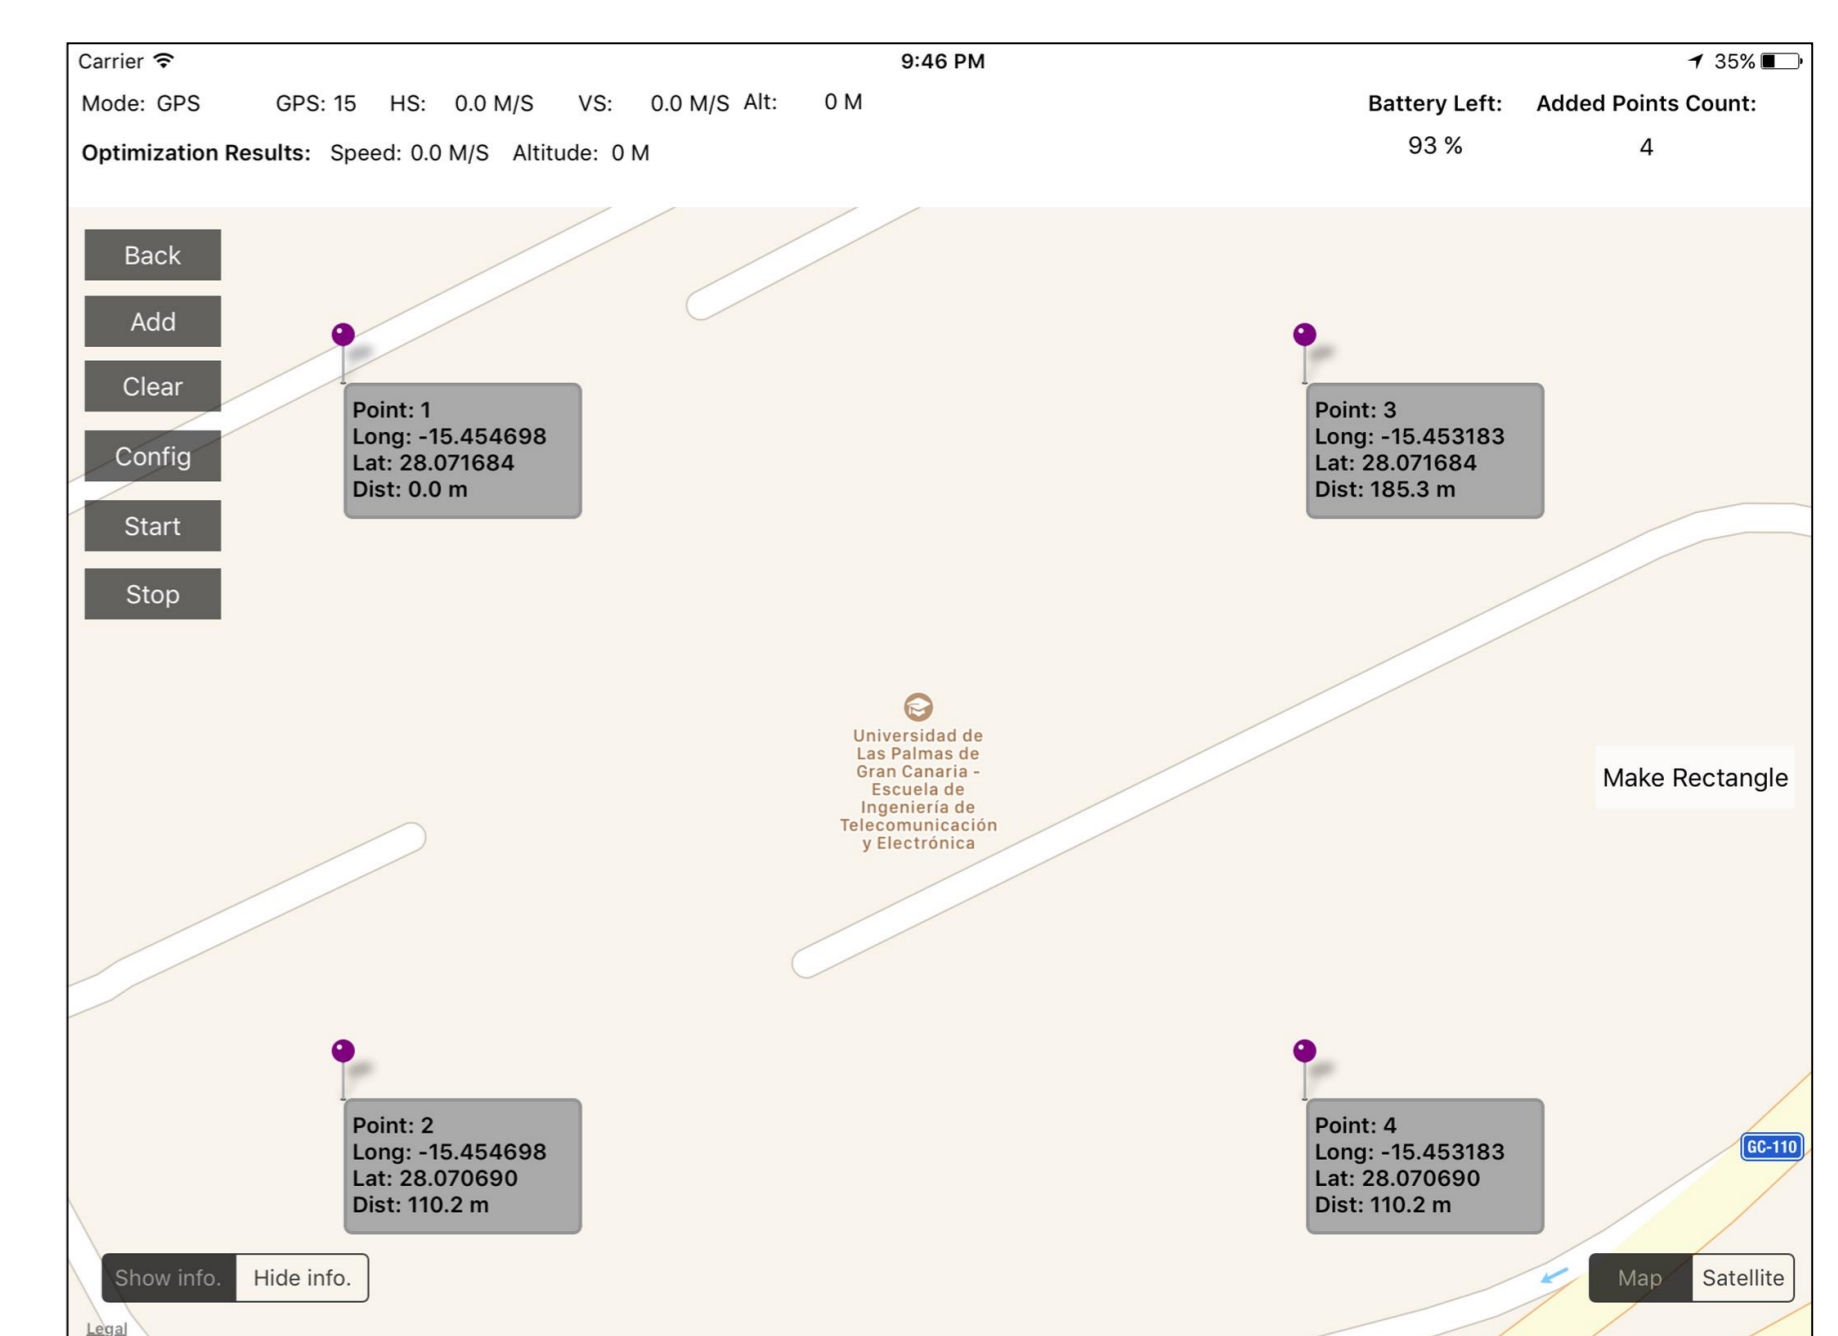 Carrier 9:46 PM 35%
Mode: GPS GPS: 15 HS: 0.0 M/S VS: 0.0 M/S Alt: 0 M Battery Left: Added Points Count:
Optimization Results: Speed: 0.0 M/S Altitude: 0 M 93 % 4
Back
Add
Clear
Config
Start
Stop
Point: 1
Long: -15.454698
Lat: 28.071684
Dist: 0.0 m
Point: 3
Long: -15.453183
Lat: 28.071684
Dist: 185.3 m
Universidad de
Las Palmas de
Gran Canaria -
Escuela de
Ingeniería de
Telecomunicación
y Electrónica
Make Rectangle
Point: 2
Long: -15.454698
Lat: 28.070690
Dist: 110.2 m
Point: 4
Long: -15.453183
Lat: 28.070690
Dist: 110.2 m
GC-110
Show info. Hide info.
Map Satellite
Legal